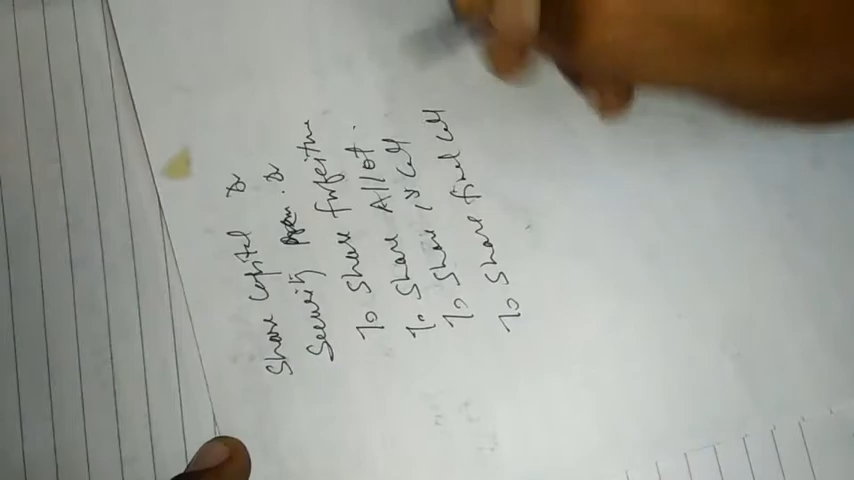 Share Capital Dr
Security Prem. Dr
To Share Forfeiture
To Share Allot.
To Share 1st Call
To Share final Call